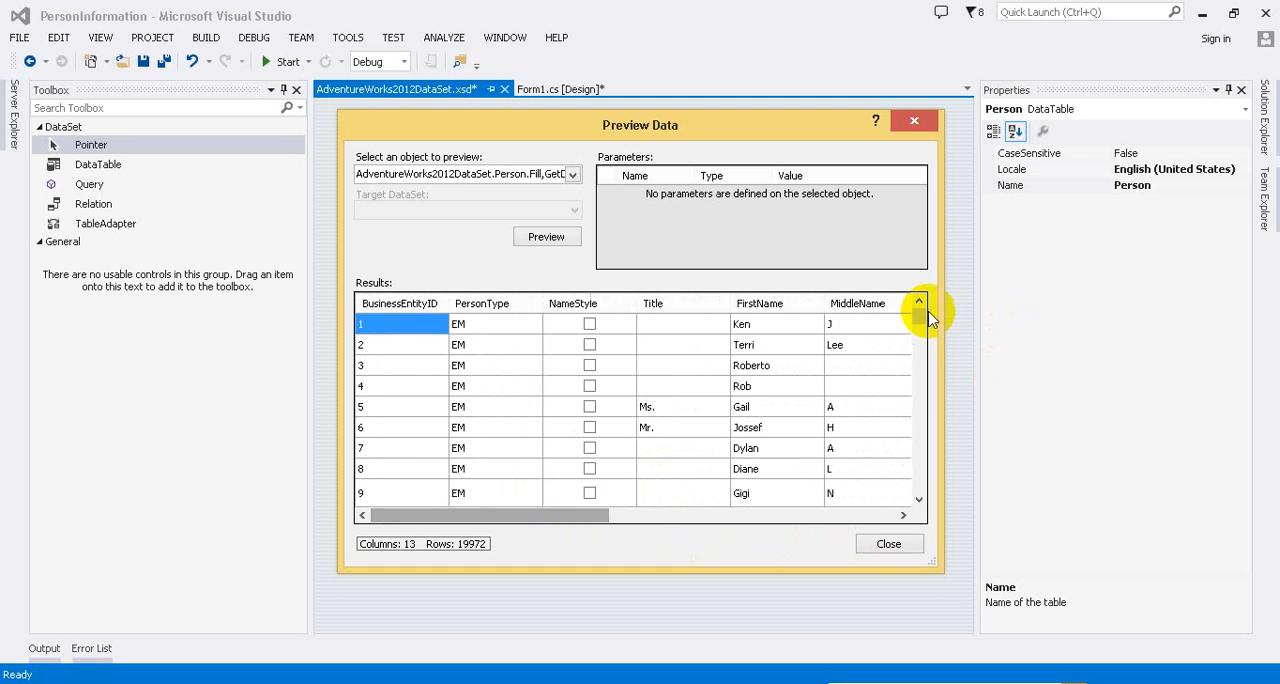 PersonInformation - Microsoft Visual Studio
8
Quick Launch (Ctrl+Q)
FILE EDIT VIEW PROJECT BUILD DEBUG TEAM TOOLS TEST ANALYZE WINDOW HELP
Sign in
Start Debug
Server Explorer
Toolbox
Search Toolbox
DataSet
Pointer
DataTable
Query
Relation
TableAdapter
General
There are no usable controls in this group. Drag an item
onto this text to add it to the toolbox.
AdventureWorks2012DataSet.xsd* Form1.cs [Design]*
Preview Data
?
Select an object to preview:
AdventureWorks2012DataSet.Person.Fill,GetD
Target DataSet:
Preview
Parameters:
Name Type Value
No parameters are defined on the selected object.
Results:
BusinessEntityID PersonType NameStyle Title FirstName MiddleName
1 EM Ken J
2 EM Terri Lee
3 EM Roberto
4 EM Rob
5 EM Ms. Gail A
6 EM Mr. Jossef H
7 EM Dylan A
8 EM Diane L
9 EM Gigi N
Columns: 13 Rows: 19972
Close
Properties
Person DataTable
CaseSensitive False
Locale English (United States)
Name Person
Name
Name of the table
Solution Explorer
Team Explorer
Output Error List
Ready